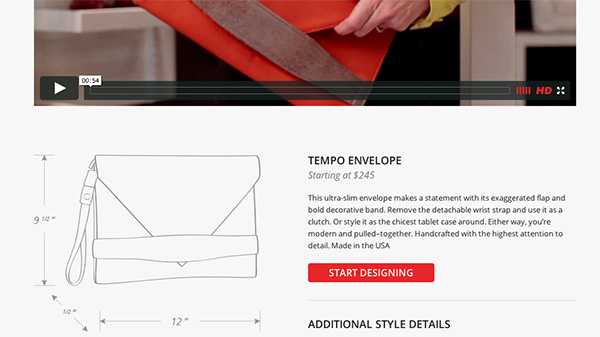 00:54
HD
TEMPO ENVELOPE
Starting at $245
This ultra-slim envelope makes a statement with its exaggerated flap and
bold decorative band. Remove the detachable wrist strap and use it as a
clutch. Or style it as the chicest tablet case around. Either way, you're
modern and pulled-together. Handcrafted with the highest attention to
detail. Made in the USA
START DESIGNING
9 1/2 "
1/2 "
12 "
ADDITIONAL STYLE DETAILS